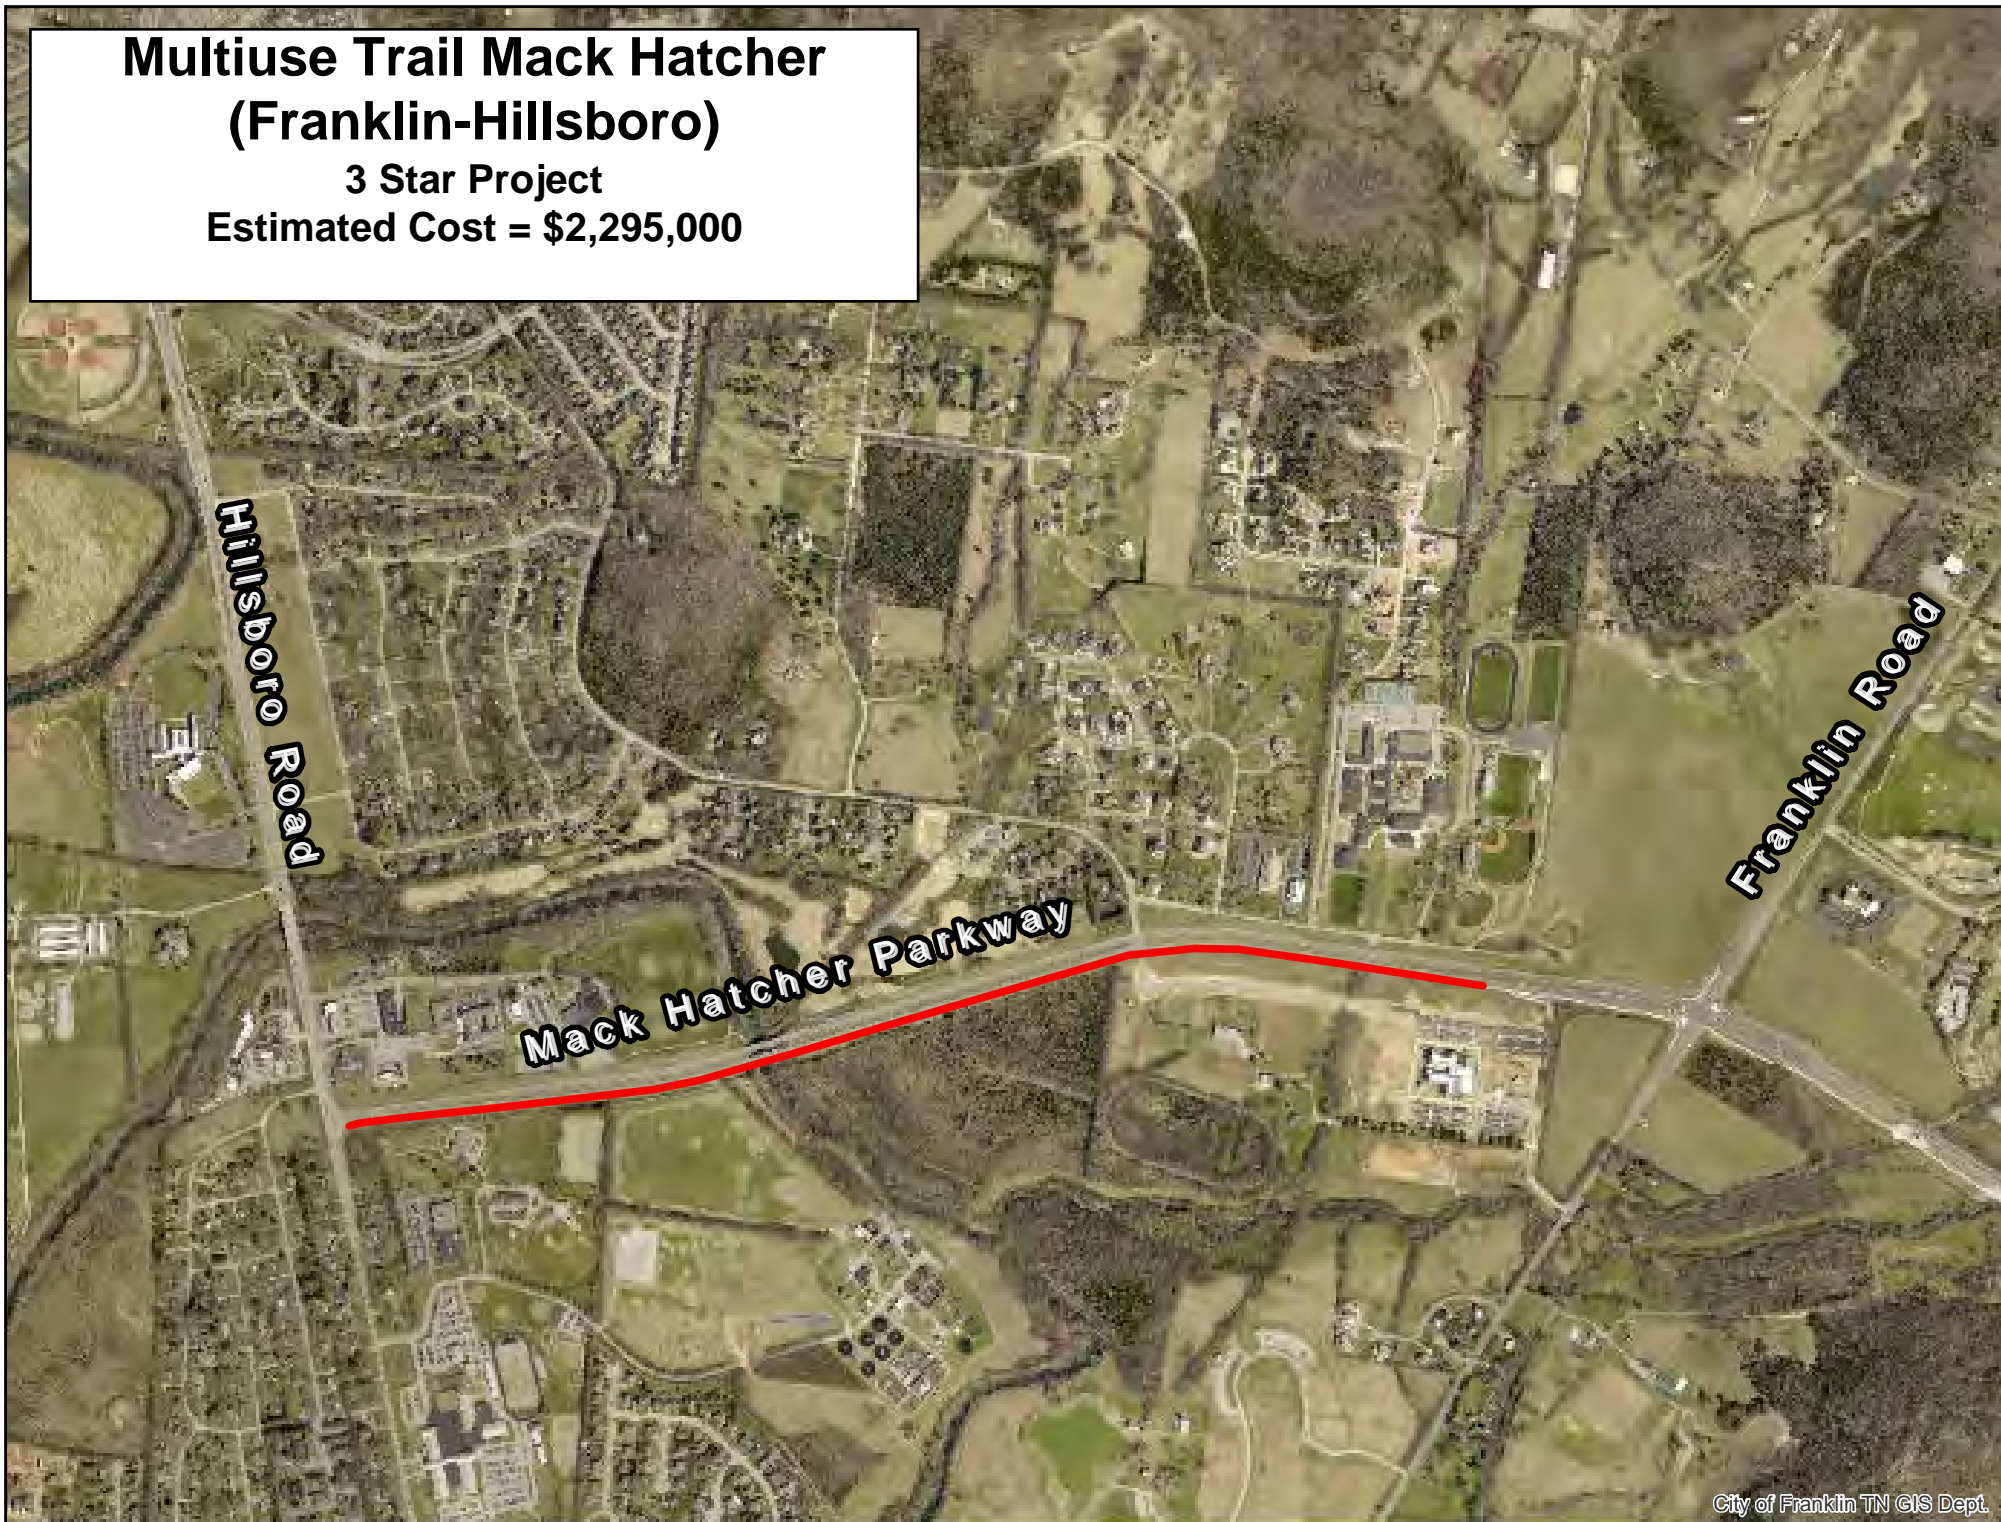 Multiuse Trail Mack Hatcher
(Franklin-Hillsboro)
3 Star Project
Estimated Cost = $2,295,000
Hillsboro Road
Franklin Road
Mack Hatcher Parkway
City of Franklin TN GIS Dept.